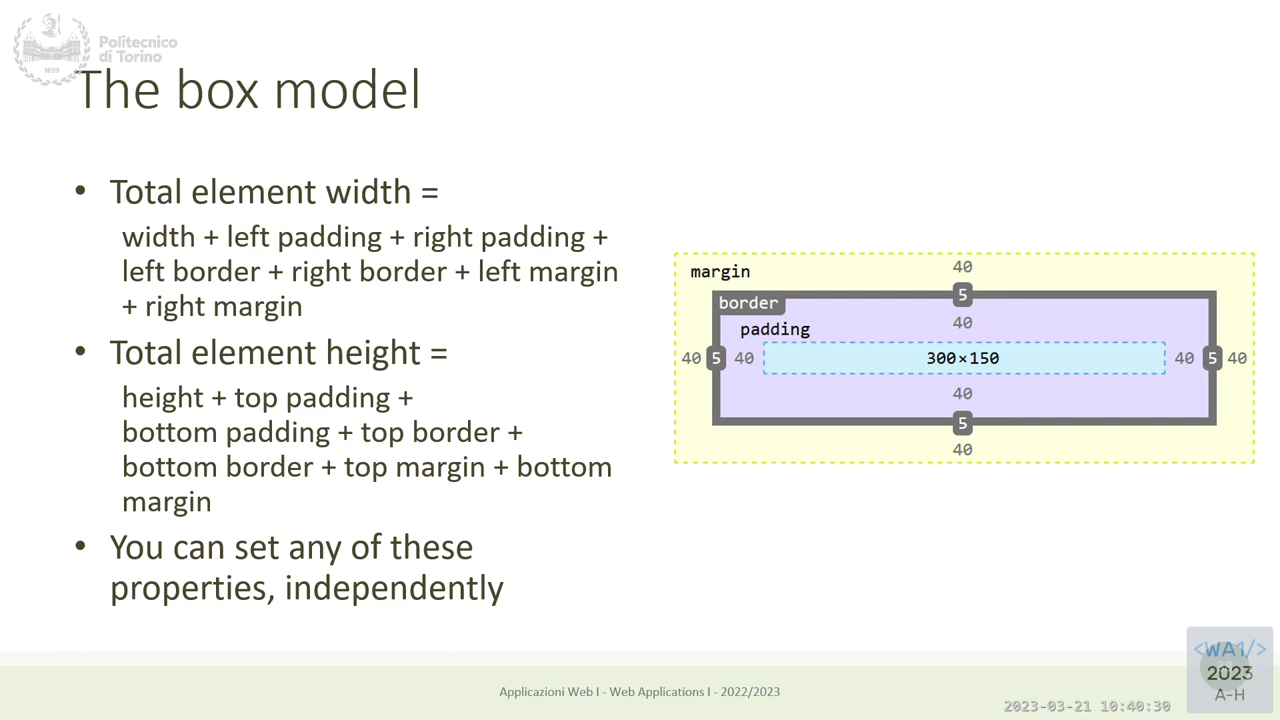 Politecnico
di Torino
1859
The box model
• Total element width =
width + left padding + right padding +
left border + right border + left margin
+ right margin
• Total element height =
height + top padding +
bottom padding + top border +
bottom border + top margin + bottom
margin
• You can set any of these
properties, independently
margin 40
border 5
padding 40
40 5 40 300×150 40 5 40
40
5
40
Applicazioni Web I - Web Applications I - 2022/2023
2023-03-21 10:40:30
<WA1/>
2023
A-H